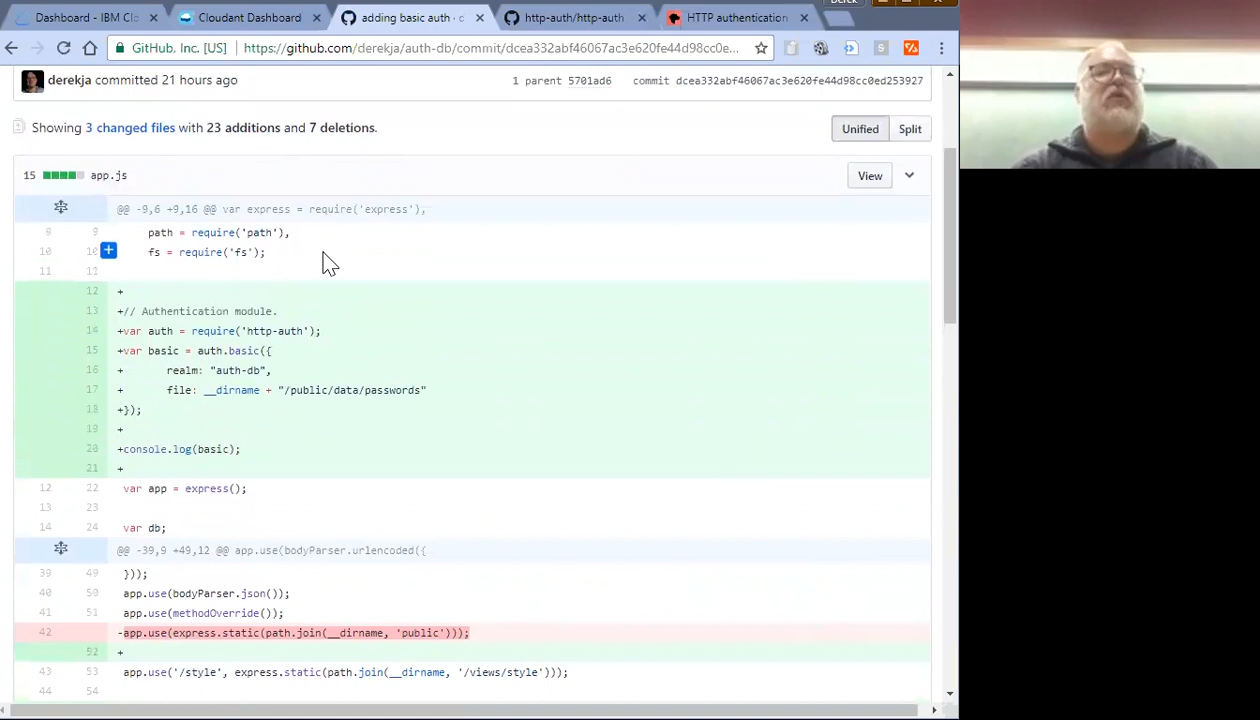 Derek
Dashboard - IBM Clo
Cloudant Dashboard
adding basic auth · d
http-auth/http-auth
HTTP authentication
GitHub, Inc. [US]
https://github.com/derekja/auth-db/commit/dcea332abf46067ac3e620fe44d98cc0e...
derekja committed 21 hours ago
1 parent 5701ad6
commit dcea332abf46067ac3e620fe44d98cc0ed253927
Showing 3 changed files with 23 additions and 7 deletions.
Unified
Split
15
app.js
View
@@ -9,6 +9,16 @@ var express = require('express'),
9 9 path = require('path'),
10 10 fs = require('fs');
11 11
12 +
13 +// Authentication module.
14 +var auth = require('http-auth');
15 +var basic = auth.basic({
16 + realm: "auth-db",
17 + file: __dirname + "/public/data/passwords"
18 +});
19 +
20 +console.log(basic);
21 +
12 22 var app = express();
13 23
14 24 var db;
@@ -39,9 +49,12 @@ app.use(bodyParser.urlencoded({
39 49 }));
40 50 app.use(bodyParser.json());
41 51 app.use(methodOverride());
42 -app.use(express.static(path.join(__dirname, 'public')));
52 +
43 53 app.use('/style', express.static(path.join(__dirname, '/views/style')));
44 54